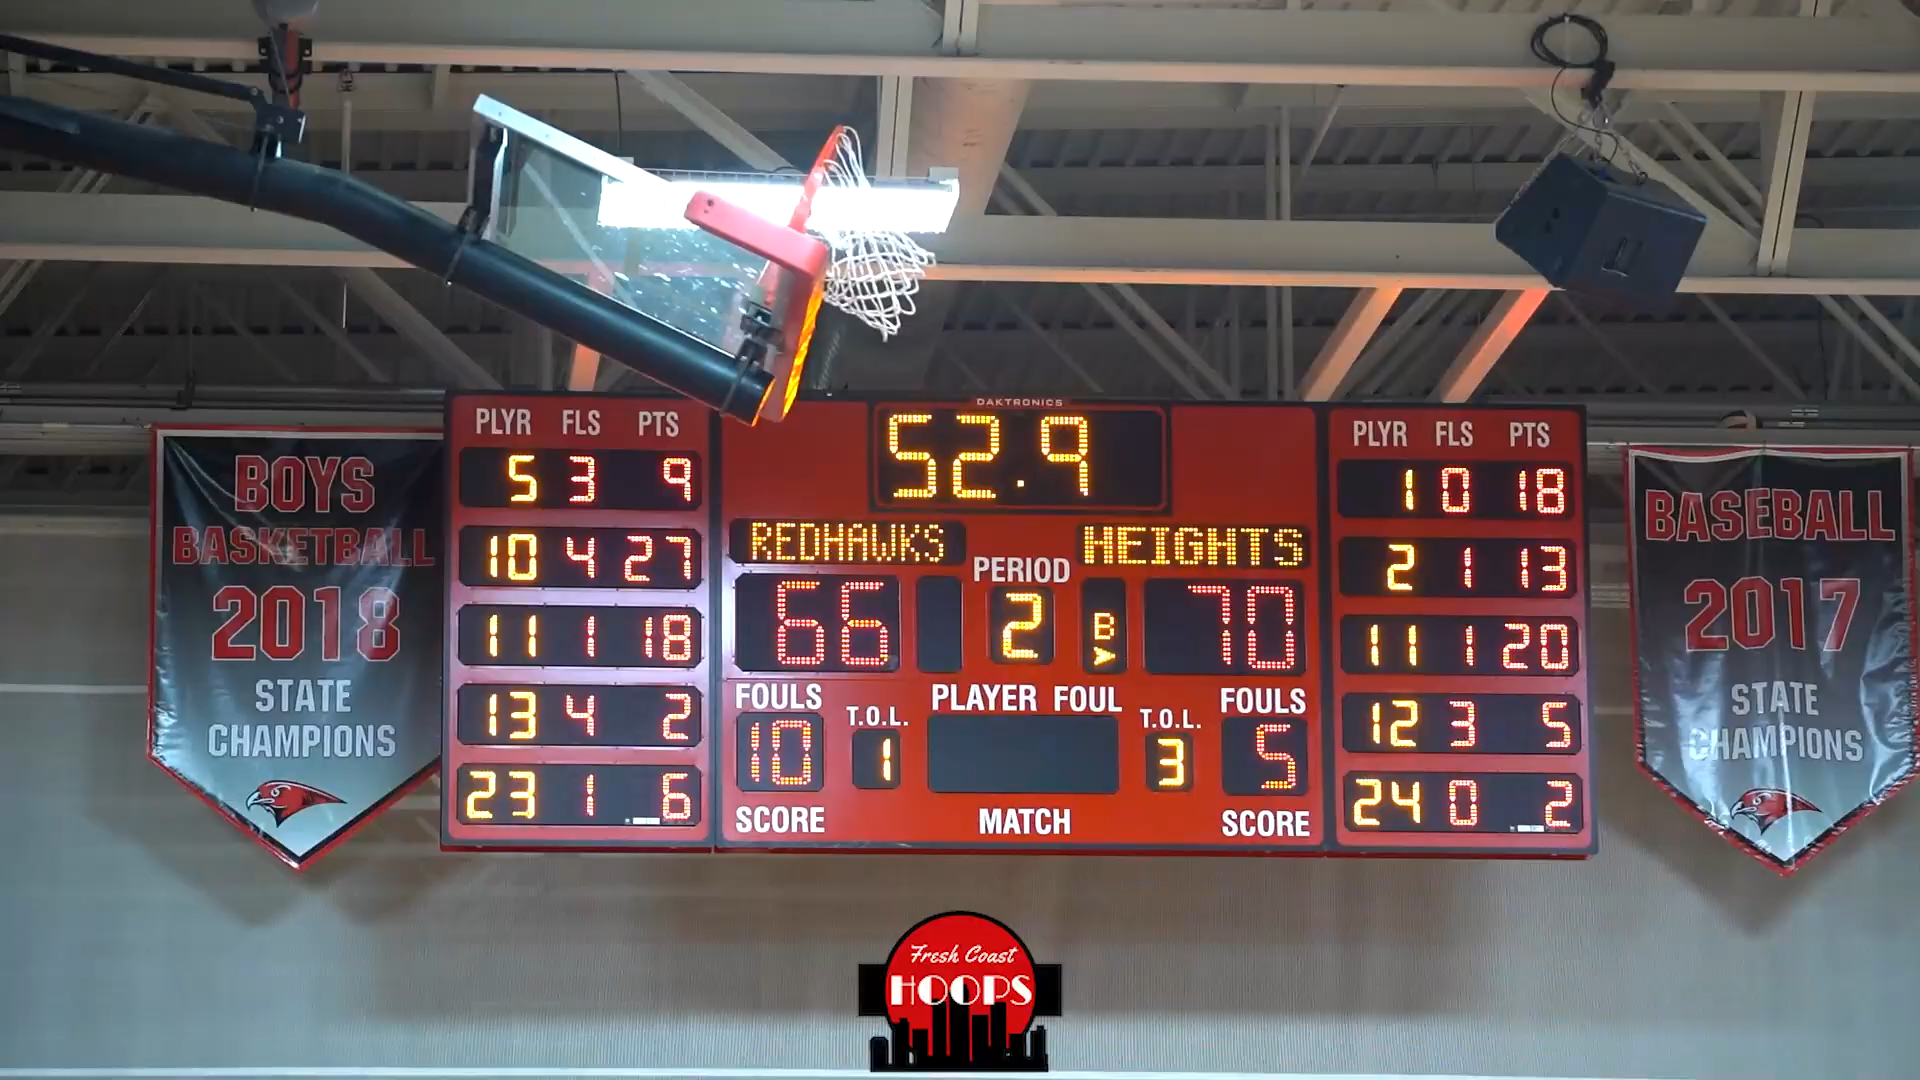 DAKTRONICS
52.9
PLYR FLS PTS
5 3 9
10 4 27
11 1 18
13 4 2
23 1 6
REDHAWKS
HEIGHTS
PERIOD
66
2
B
70
FOULS
PLAYER FOUL
FOULS
T.O.L.
T.O.L.
10
1
3
5
SCORE
MATCH
SCORE
PLYR FLS PTS
1 0 18
2 1 13
11 1 20
12 3 5
24 0 2
BOYS
BASKETBALL
2018
STATE
CHAMPIONS
BASEBALL
2017
STATE
CHAMPIONS
Fresh Coast
HOOPS